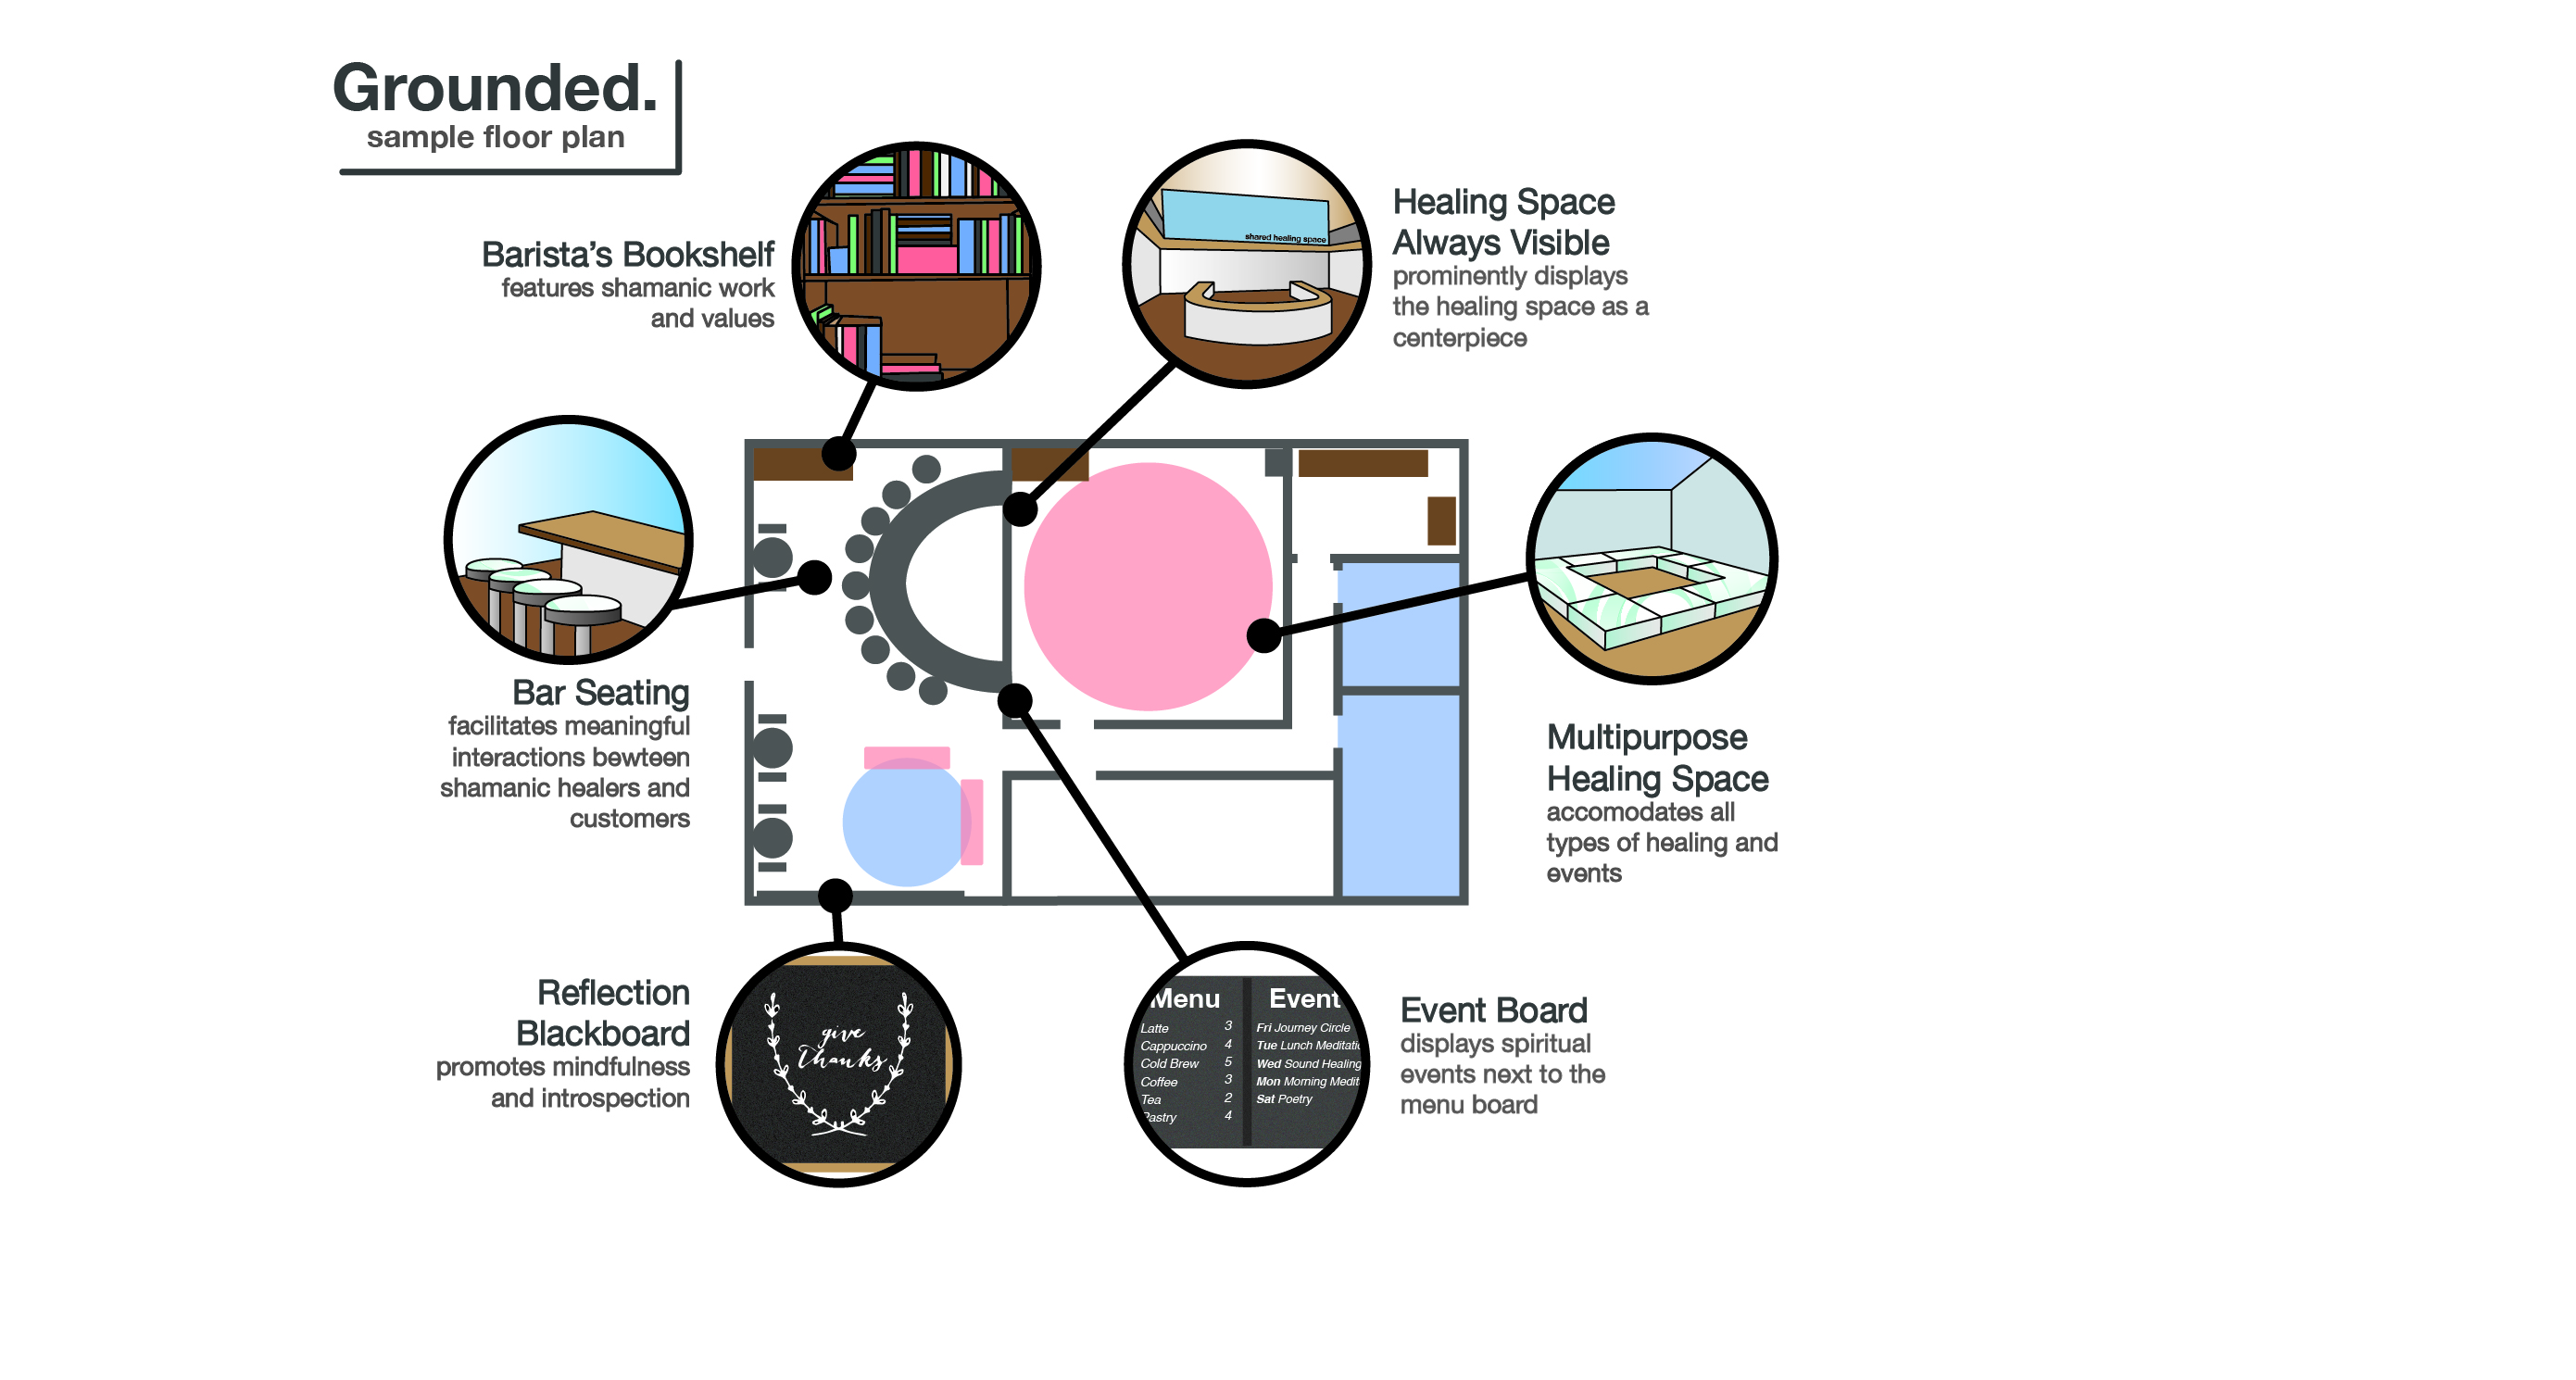 Grounded.
sample floor plan
Barista's Bookshelf
features shamanic work
and values
shared healing space
Healing Space
Always Visible
prominently displays
the healing space as a
centerpiece
Bar Seating
facilitates meaningful
interactions bewteen
shamanic healers and
customers
Multipurpose
Healing Space
accomodates all
types of healing and
events
Reflection
Blackboard
promotes mindfulness
and introspection
give
thanks
Menu
Latte 3
Cappuccino 4
Cold Brew 5
Coffee 3
Tea 2
Pastry 4
Event
Fri Journey Circle
Tue Lunch Meditatio
Wed Sound Healing
Mon Morning Medit
Sat Poetry
Event Board
displays spiritual
events next to the
menu board